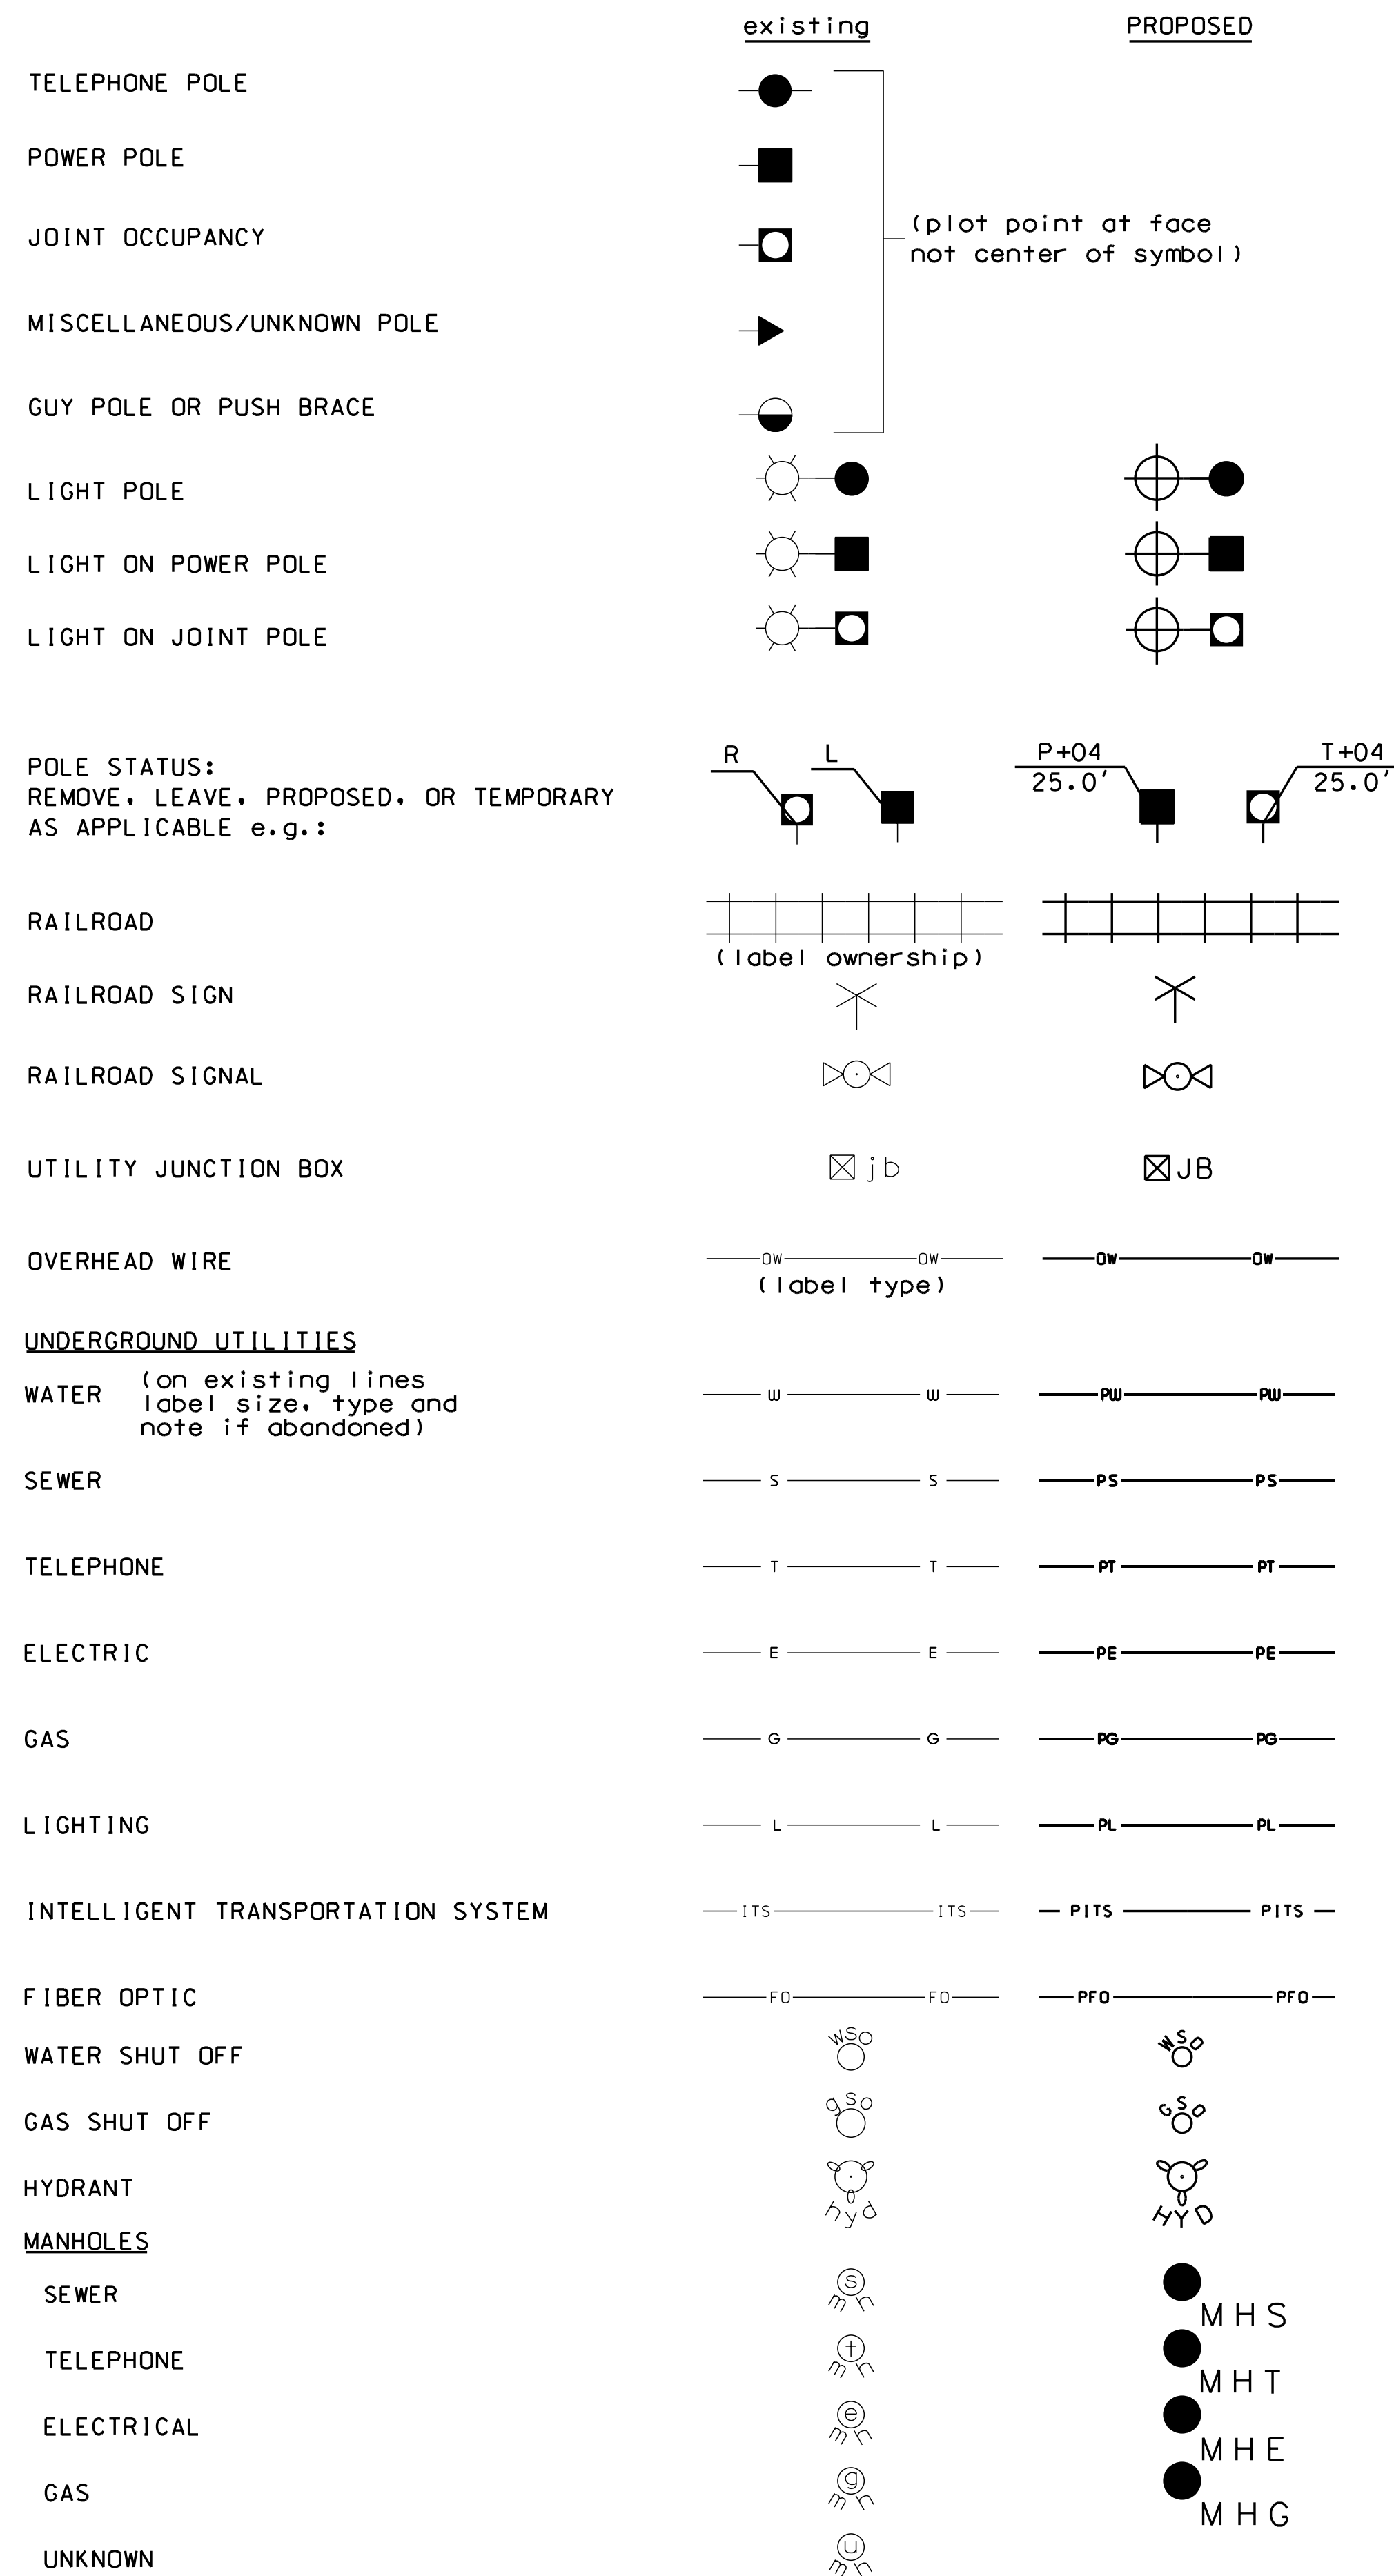 existing PROPOSED
TELEPHONE POLE
POWER POLE
JOINT OCCUPANCY
(plot point at face
not center of symbol)
MISCELLANEOUS/UNKNOWN POLE
GUY POLE OR PUSH BRACE
LIGHT POLE
LIGHT ON POWER POLE
LIGHT ON JOINT POLE
POLE STATUS:
REMOVE, LEAVE, PROPOSED, OR TEMPORARY
AS APPLICABLE e.g.:
R L P+04 T+04
25.0' 25.0'
RAILROAD
(label ownership)
RAILROAD SIGN
RAILROAD SIGNAL
UTILITY JUNCTION BOX jb JB
OVERHEAD WIRE OW OW OW OW
(label type)
UNDERGROUND UTILITIES
WATER (on existing lines
label size, type and
note if abandoned)
W W PW PW
SEWER S S PS PS
TELEPHONE T T PT PT
ELECTRIC E E PE PE
GAS G G PG PG
LIGHTING L L PL PL
INTELLIGENT TRANSPORTATION SYSTEM ITS ITS PITS PITS
FIBER OPTIC FO FO PFO PFO
WATER SHUT OFF wso WSO
GAS SHUT OFF gso GSO
HYDRANT hyd HYD
MANHOLES
SEWER s mh MHS
TELEPHONE t mh MHT
ELECTRICAL e mh MHE
GAS g mh MHG
UNKNOWN u mh